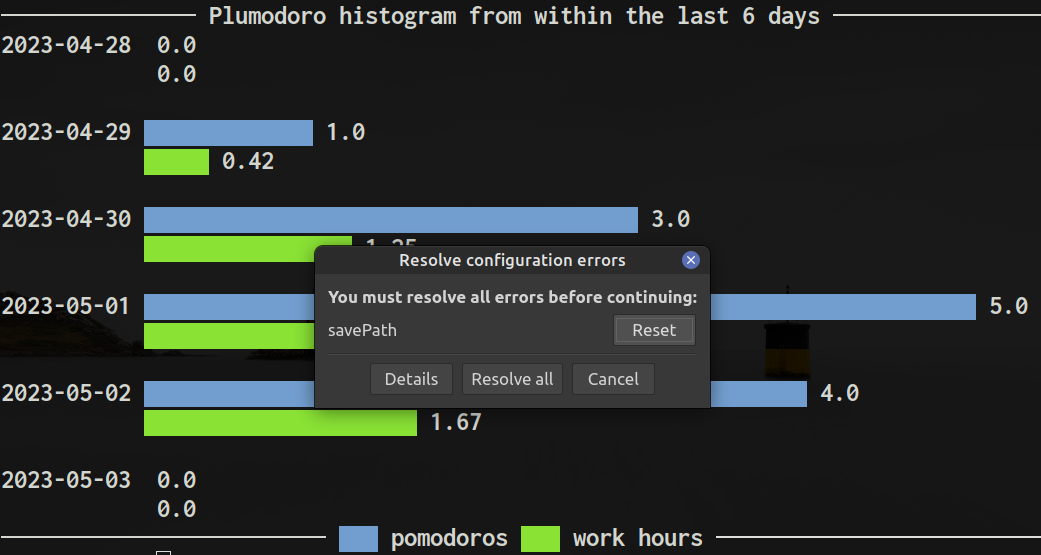 Plumodoro histogram from within the last 6 days
2023-04-28 0.0
0.0
2023-04-29 1.0
0.42
2023-04-30 3.0
Resolve configuration errors
You must resolve all errors before continuing:
2023-05-01 5.0
savePath Reset
Details Resolve all Cancel
2023-05-02 4.0
1.67
2023-05-03 0.0
0.0
pomodoros work hours